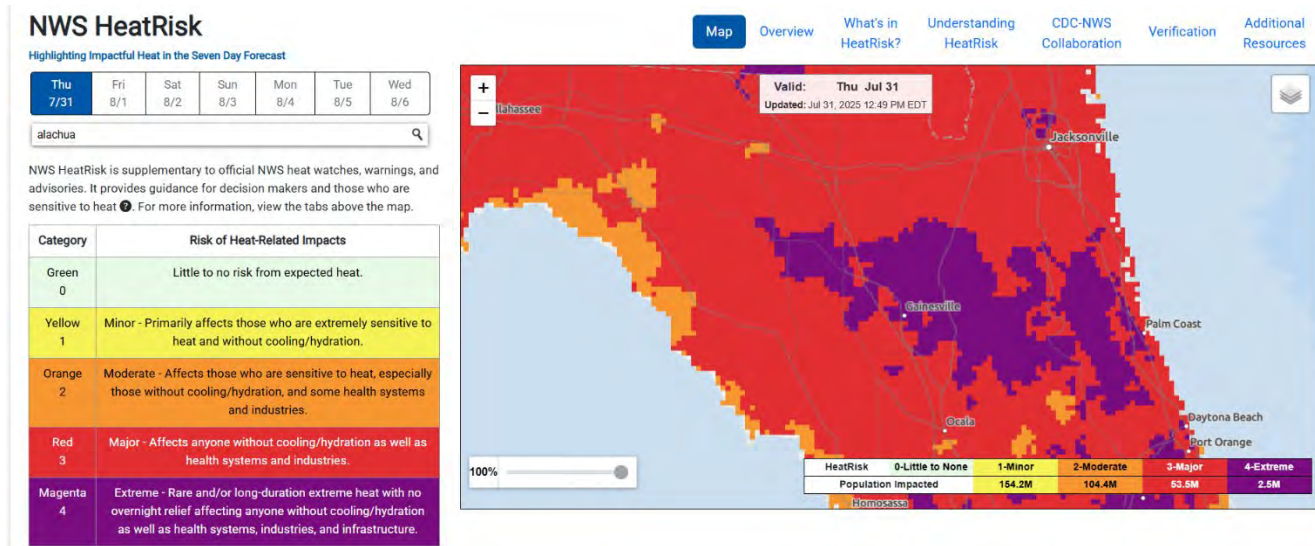 NWS HeatRisk
Highlighting Impactful Heat in the Seven Day Forecast
Thu Fri Sat Sun Mon Tue Wed
7/31 8/1 8/2 8/3 8/4 8/5 8/6
alachua
NWS HeatRisk is supplementary to official NWS heat watches, warnings, and
advisories. It provides guidance for decision makers and those who are
sensitive to heat ?. For more information, view the tabs above the map.
Category Risk of Heat-Related Impacts
Green
0
Little to no risk from expected heat.
Yellow
1
Minor - Primarily affects those who are extremely sensitive to
heat and without cooling/hydration.
Orange
2
Moderate - Affects those who are sensitive to heat, especially
those without cooling/hydration, and some health systems
and industries.
Red
3
Major - Affects anyone without cooling/hydration as well as
health systems and industries.
Magenta
4
Extreme - Rare and/or long-duration extreme heat with no
overnight relief affecting anyone without cooling/hydration
as well as health systems, industries, and infrastructure.
Map
Overview
What's in
HeatRisk?
Understanding
HeatRisk
CDC-NWS
Collaboration
Verification
Additional
Resources
+
−
Valid: Thu Jul 31
Updated: Jul 31, 2025 12:49 PM EDT
llahassee
Jacksonville
Gainesville
Palm Coast
Ocala
Daytona Beach
Port Orange
100%
HeatRisk 0-Little to None 1-Minor 2-Moderate 3-Major 4-Extreme
Population Impacted 154.2M 104.4M 53.5M 2.5M
Homosassa